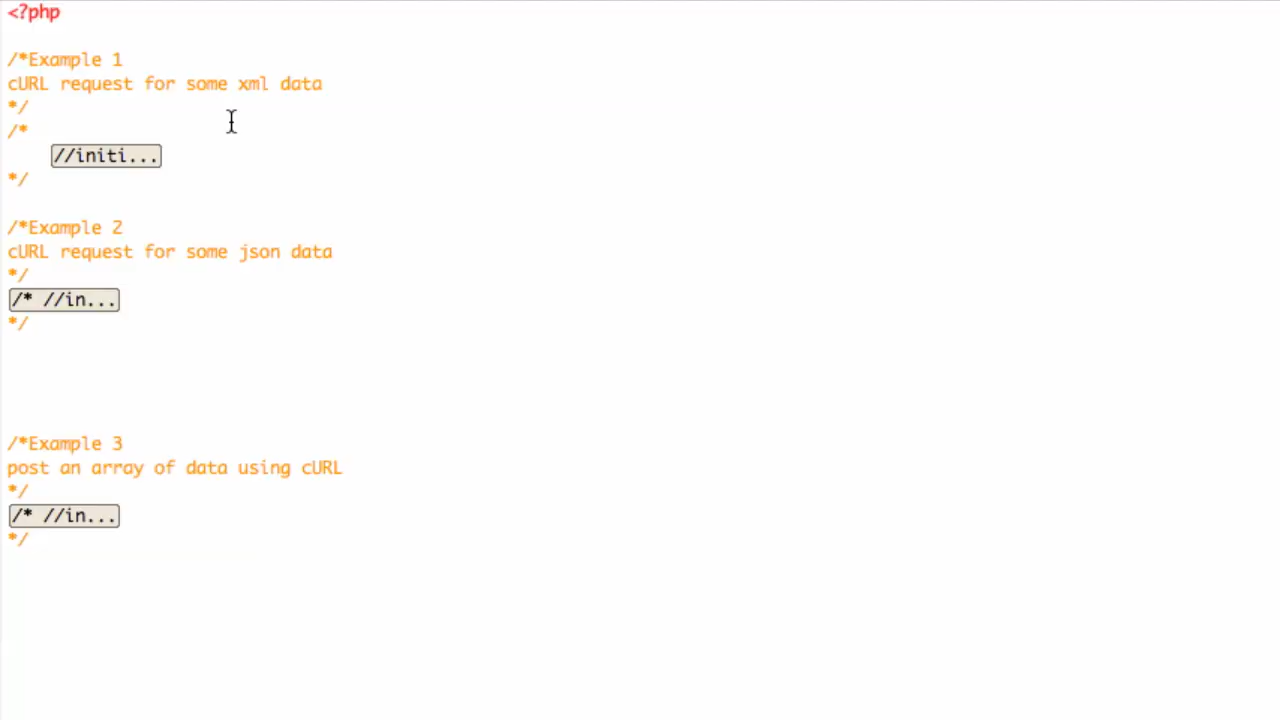 <?php
/*Example 1
cURL request for some xml data
*/
/*
//initi...
*/
/*Example 2
cURL request for some json data
*/
/* //in...
*/
/*Example 3
post an array of data using cURL
*/
/* //in...
*/